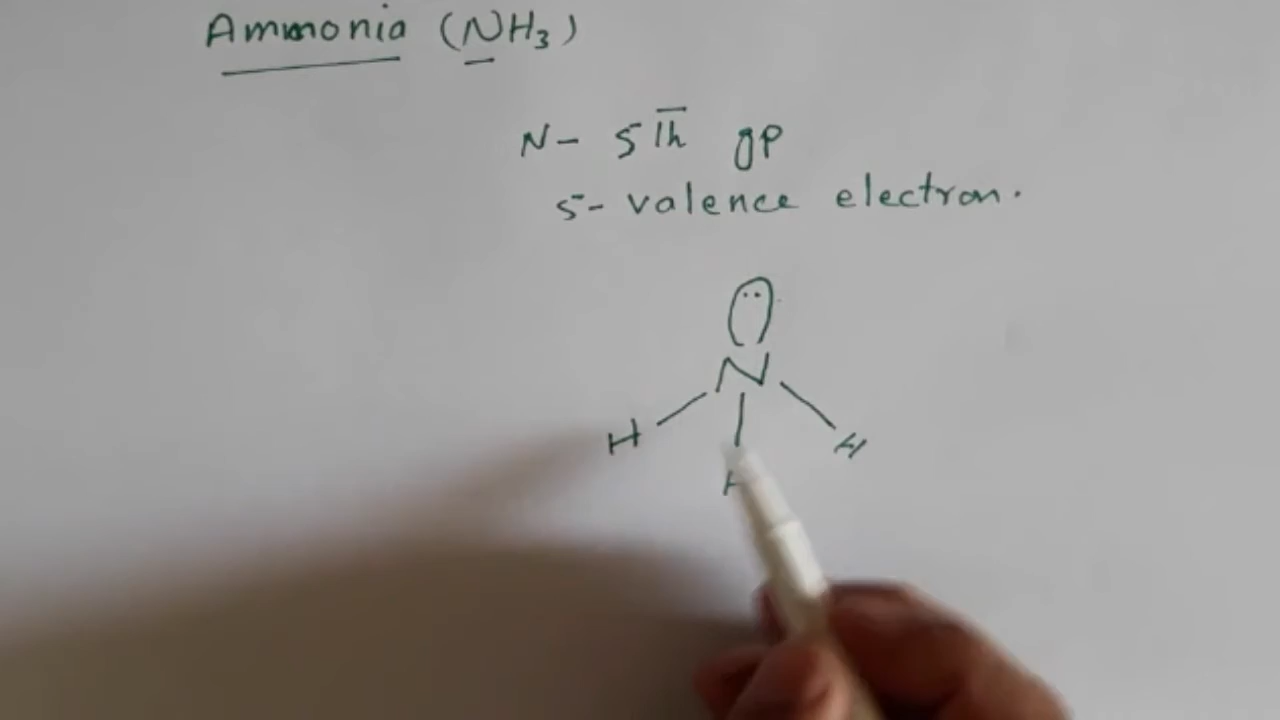 Ammonia (NH3)
N- 5th gp
5- valence electron.
N
H H
H